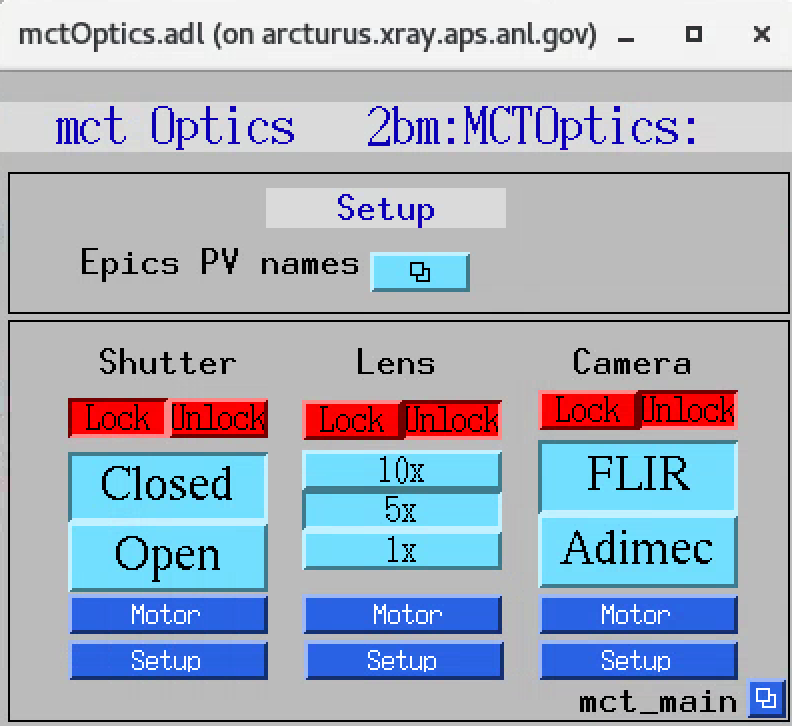 mctOptics.adl (on arcturus.xray.aps.anl.gov)
mct Optics 2bm:MCTOptics:
Setup
Epics PV names
Shutter Lens Camera
Lock Unlock Lock Unlock Lock Unlock
Closed 10x FLIR
5x
Open 1x Adimec
Motor Motor Motor
Setup Setup Setup
mct_main